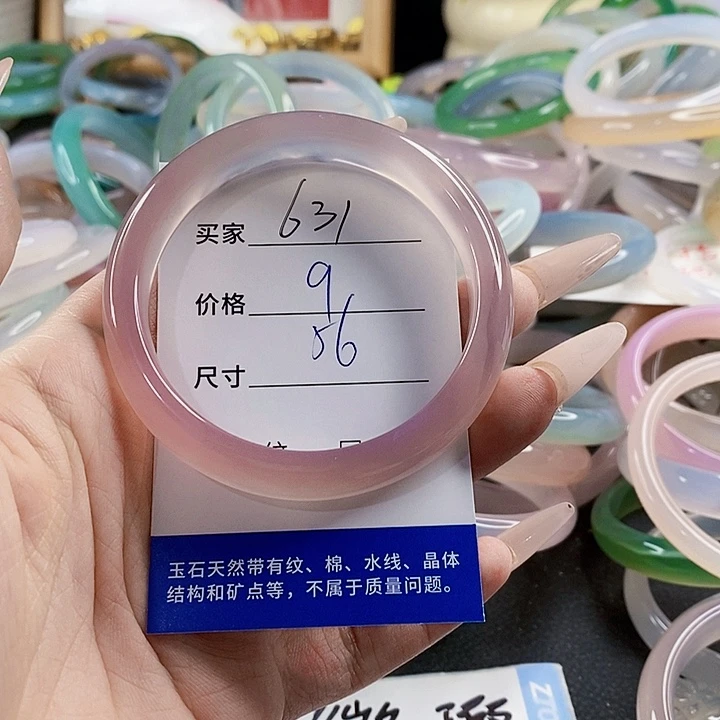 买家 631
价格 9
56
尺寸
玉石天然带有纹、棉、水线、晶体
结构和矿点等，不属于质量问题。